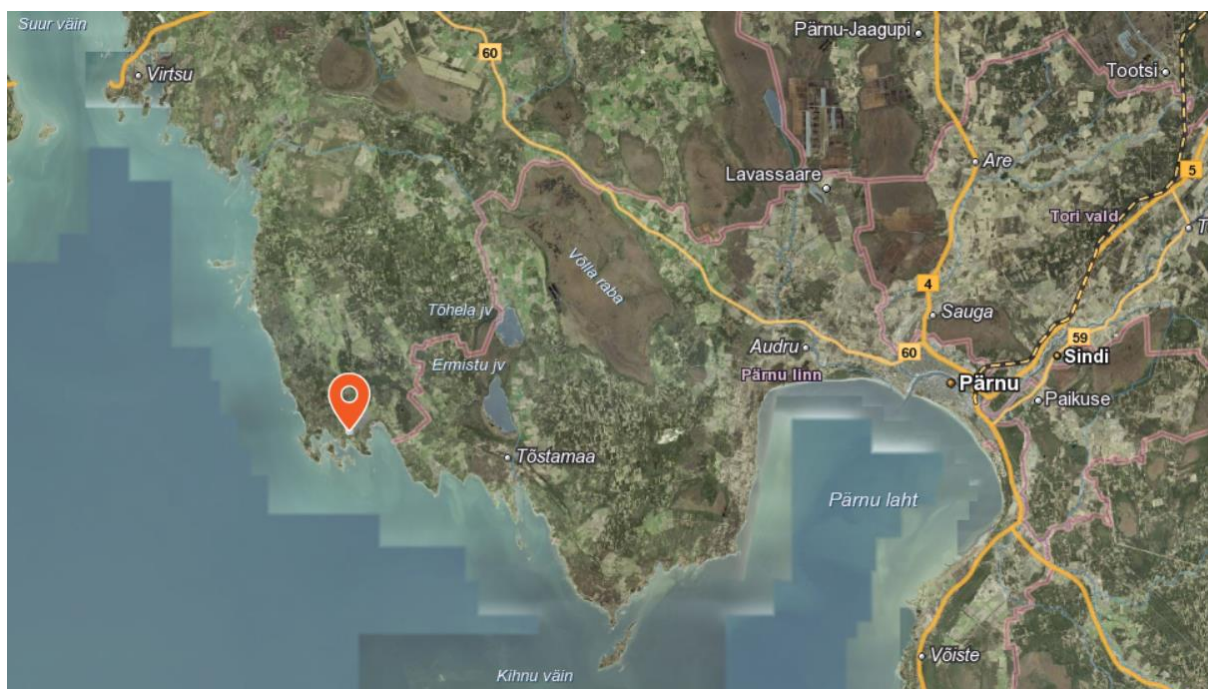 Suur väin
Virtsu
60
Pärnu-Jaagupi
Tootsi
Are
5
Lavassaare
Tori vald
Võlla raba
Tõhela jv
4
Sauga
59
Ermistu jv
Audru
60
Sindi
Pärnu linn
Pärnu
Paikuse
Tõstamaa
Pärnu laht
Võiste
Kihnu väin